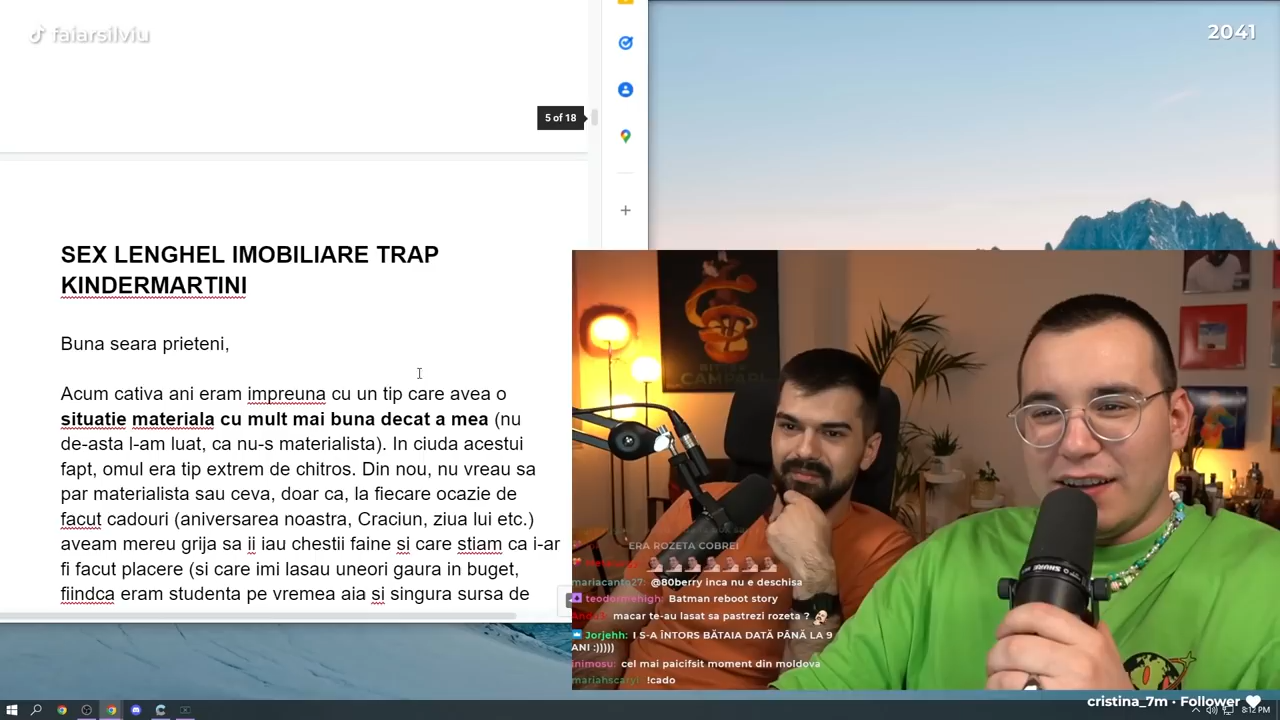 faiarsilviu
2041
5 of 18
SEX LENGHEL IMOBILIARE TRAP
KINDERMARTINI
Buna seara prieteni,
Acum cativa ani eram impreuna cu un tip care avea o
situatie materiala cu mult mai buna decat a mea (nu
de-asta l-am luat, ca nu-s materialista). In ciuda acestui
fapt, omul era tip extrem de chitros. Din nou, nu vreau sa
par materialista sau ceva, doar ca, la fiecare ocazie de
facut cadouri (aniversarea noastra, Craciun, ziua lui etc.)
aveam mereu grija sa ii iau chestii faine si care stiam ca i-ar
fi facut placere (si care imi lasau uneori gaura in buget,
fiindca eram studenta pe vremea aia si singura sursa de
ERA ROZETA COBREI
mariacanto27: @80berry inca nu e deschisa
teodormehigh: Batman reboot story
macar te-au lasat sa pastrezi rozeta ?
Jorjehh: I S-A ÎNTORS BĂTAIA DATĂ PÂNĂ LA 9
ANI :)))))
inimosu: cel mai paicifsit moment din moldova
mariahscaryl: !cado
SHURE
cristina_7m · Follower
8:12 PM